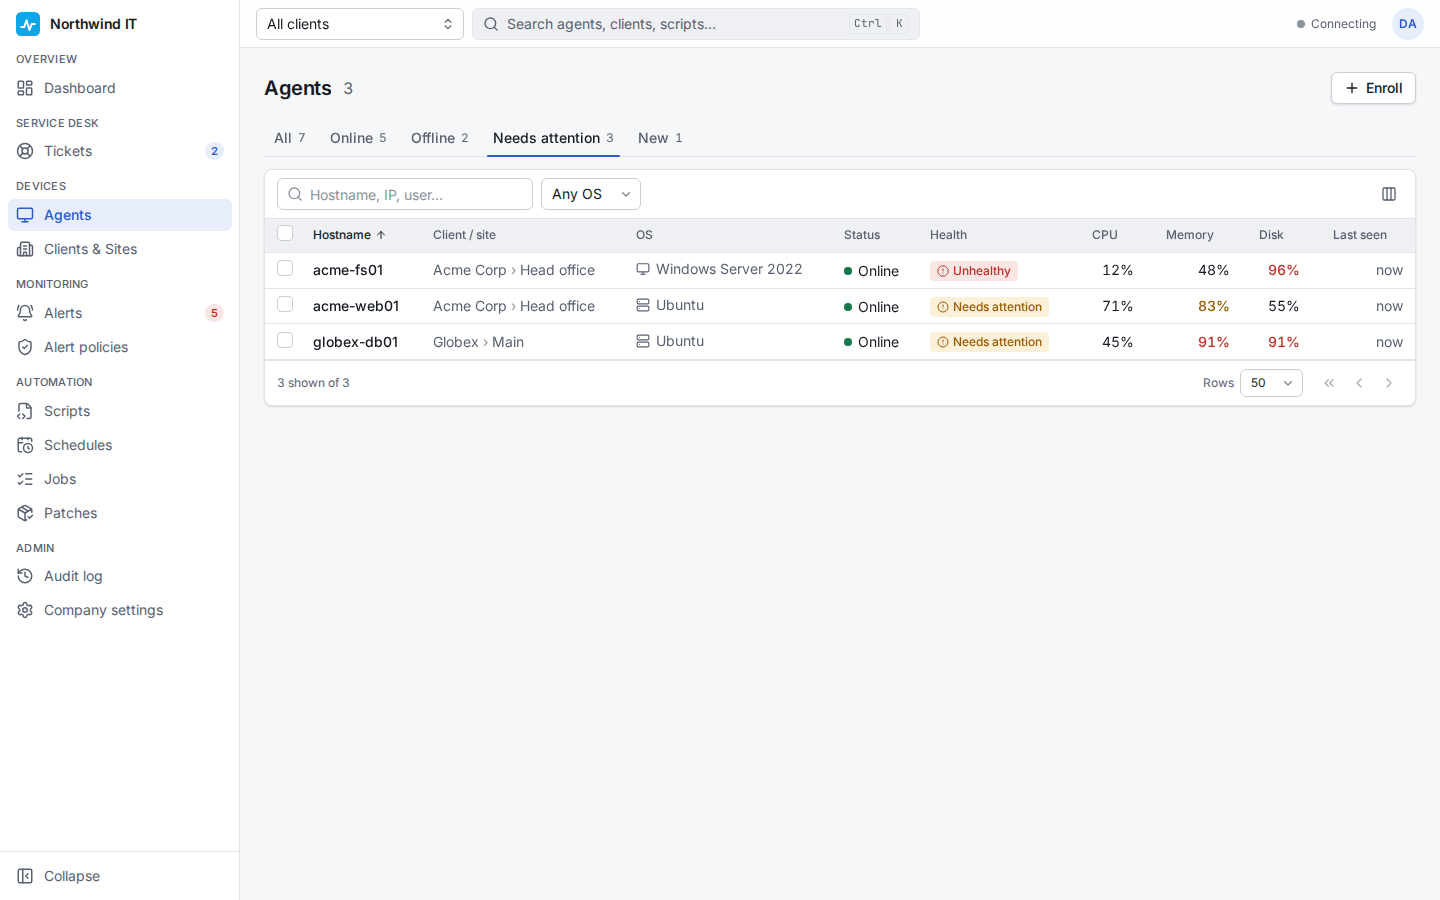 Northwind IT
OVERVIEW
Dashboard
SERVICE DESK
Tickets 2
DEVICES
Agents
Clients & Sites
MONITORING
Alerts 5
Alert policies
AUTOMATION
Scripts
Schedules
Jobs
Patches
ADMIN
Audit log
Company settings
Collapse
All clients
Search agents, clients, scripts... Ctrl K
Connecting DA
Agents 3
Enroll
All 7 Online 5 Offline 2 Needs attention 3 New 1
Hostname, IP, user... Any OS
Hostname Client / site OS Status Health CPU Memory Disk Last seen
acme-fs01 Acme Corp › Head office Windows Server 2022 Online Unhealthy 12% 48% 96% now
acme-web01 Acme Corp › Head office Ubuntu Online Needs attention 71% 83% 55% now
globex-db01 Globex › Main Ubuntu Online Needs attention 45% 91% 91% now
3 shown of 3 Rows 50